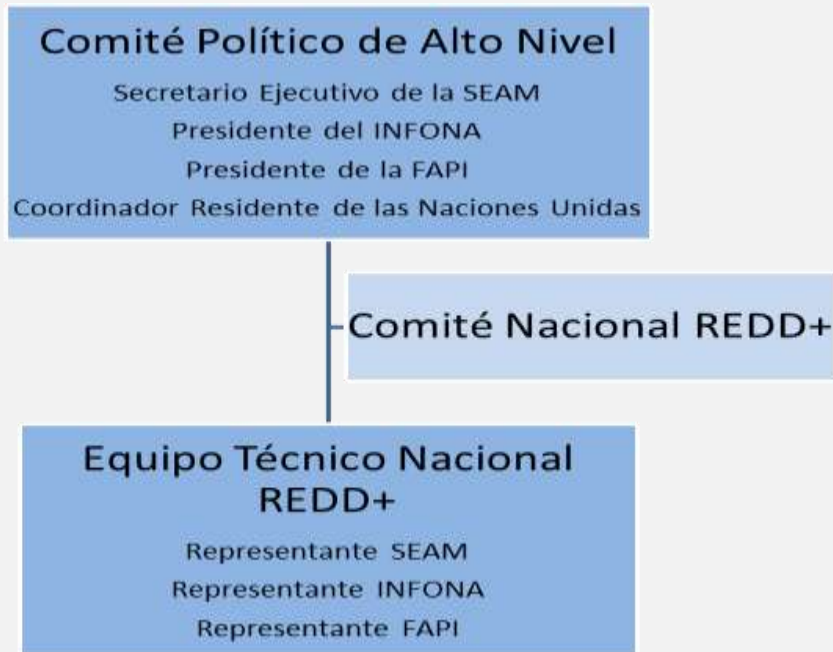 Comité Político de Alto Nivel
Secretario Ejecutivo de la SEAM
Presidente del INFONA
Presidente de la FAPI
Coordinador Residente de las Naciones Unidas
Comité Nacional REDD+
Equipo Técnico Nacional
REDD+
Representante SEAM
Representante INFONA
Representante FAPI